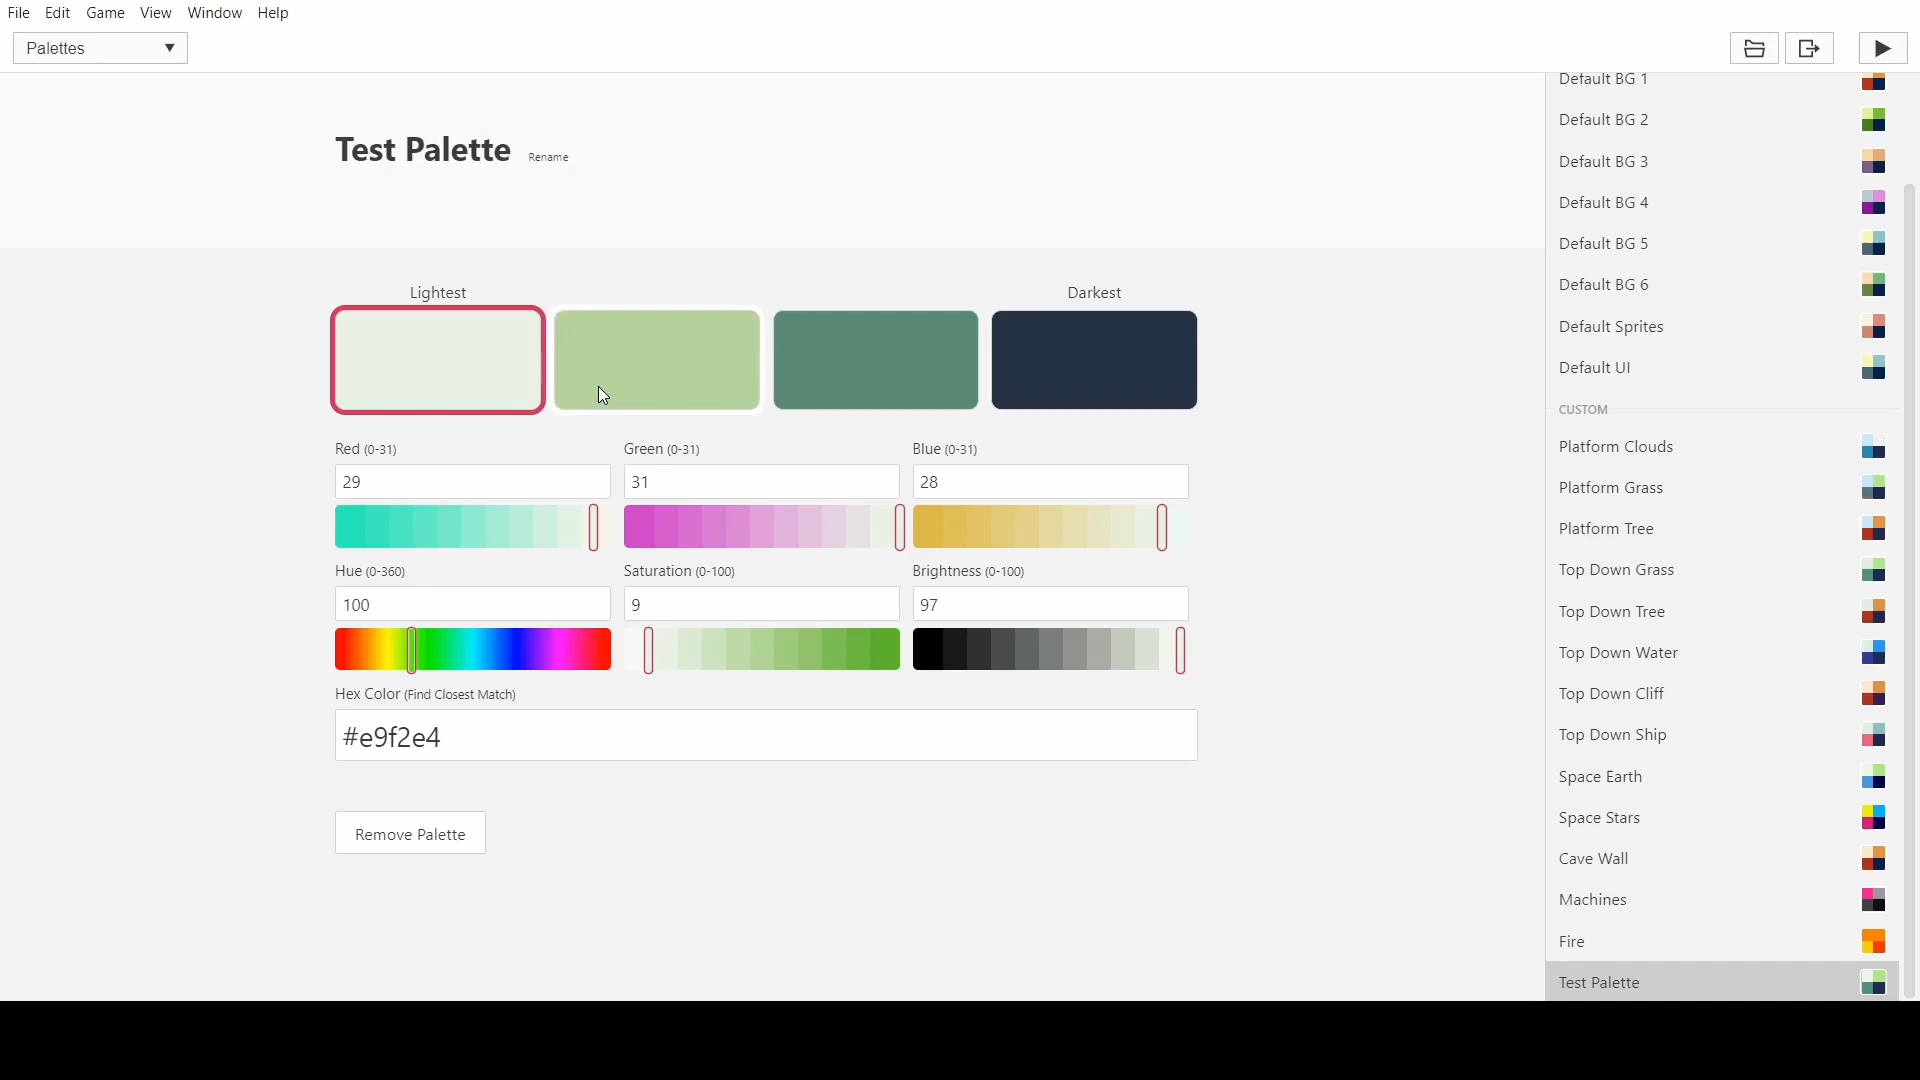 File Edit Game View Window Help
Palettes
Test Palette Rename
Lightest Darkest
Red (0-31) Green (0-31) Blue (0-31)
29 31 28
Hue (0-360) Saturation (0-100) Brightness (0-100)
100 9 97
Hex Color (Find Closest Match)
#e9f2e4
Remove Palette
Default BG 1
Default BG 2
Default BG 3
Default BG 4
Default BG 5
Default BG 6
Default Sprites
Default UI
CUSTOM
Platform Clouds
Platform Grass
Platform Tree
Top Down Grass
Top Down Tree
Top Down Water
Top Down Cliff
Top Down Ship
Space Earth
Space Stars
Cave Wall
Machines
Fire
Test Palette